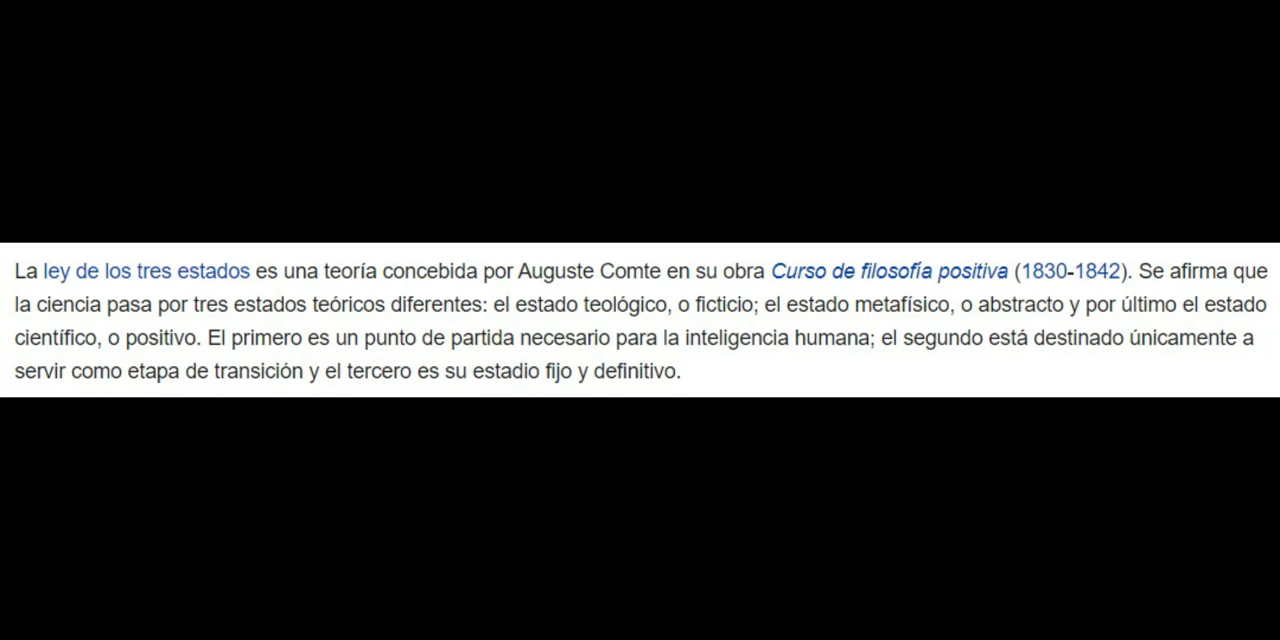 La ley de los tres estados es una teoría concebida por Auguste Comte en su obra Curso de filosofía positiva (1830-1842). Se afirma que
la ciencia pasa por tres estados teóricos diferentes: el estado teológico, o ficticio; el estado metafísico, o abstracto y por último el estado
científico, o positivo. El primero es un punto de partida necesario para la inteligencia humana; el segundo está destinado únicamente a
servir como etapa de transición y el tercero es su estadio fijo y definitivo.